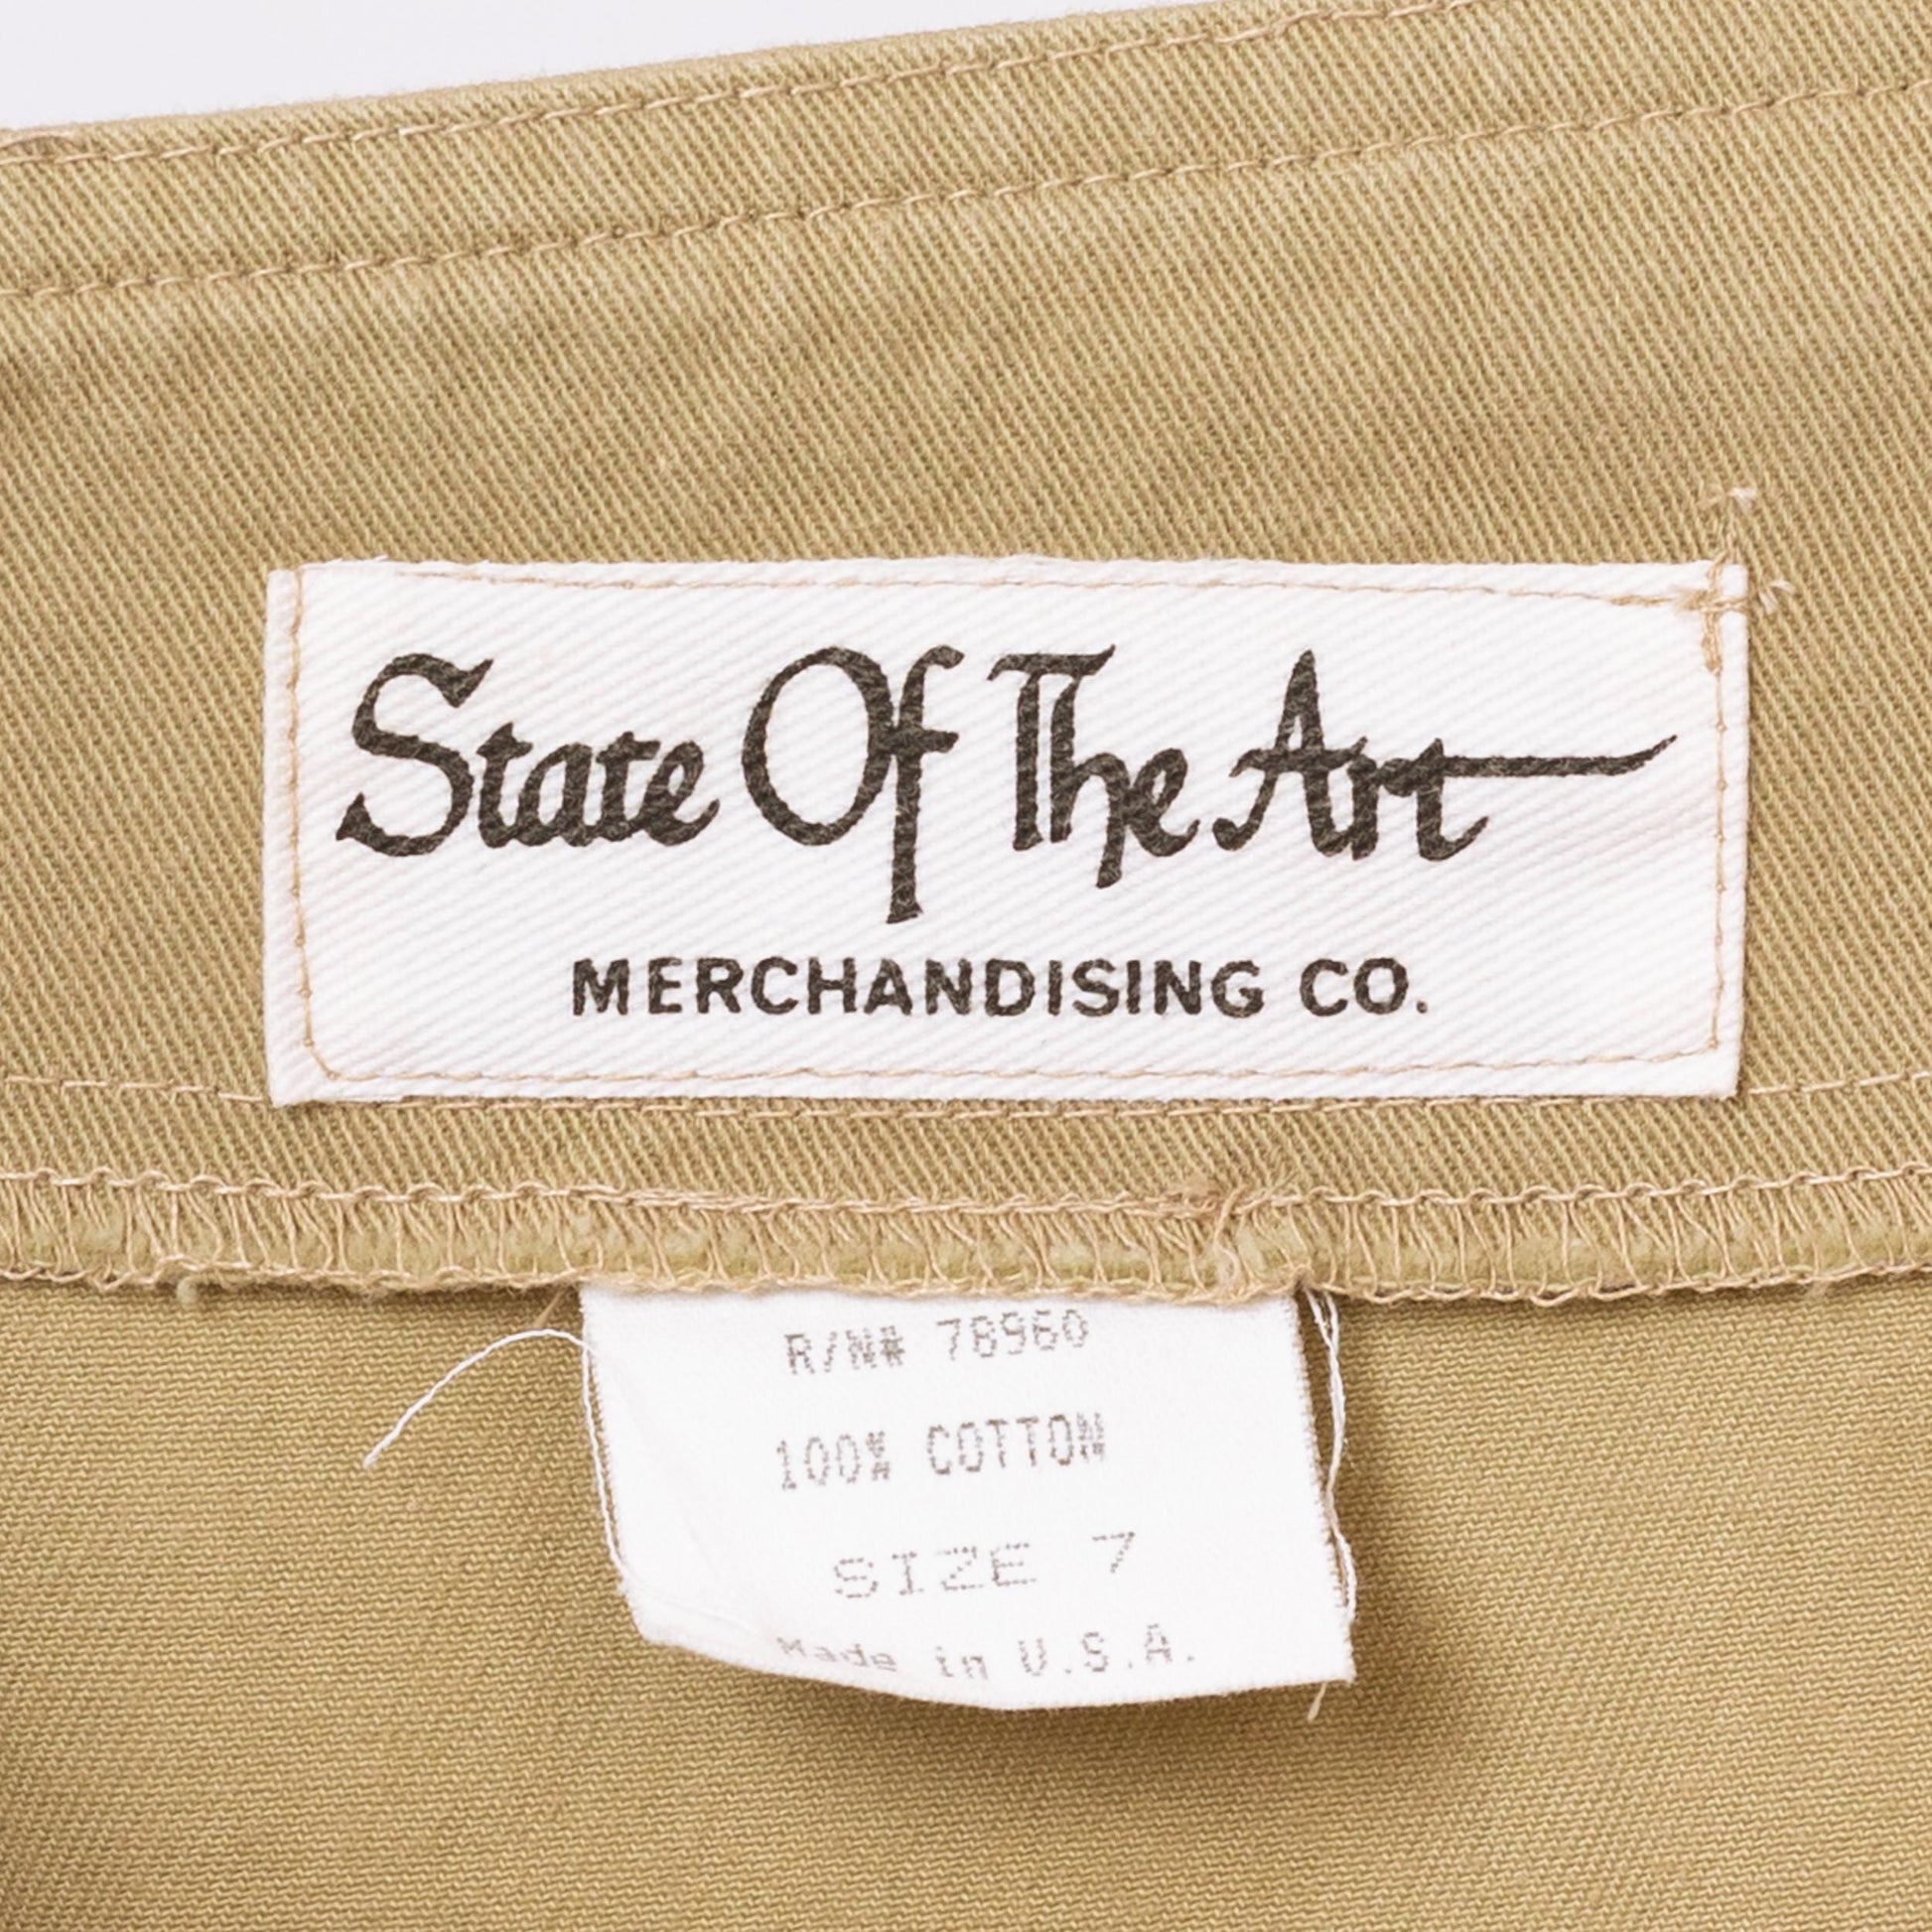 State Of The Art
MERCHANDISING CO.
R/N# 78960
100% COTTON
SIZE 7
Made in U.S.A.